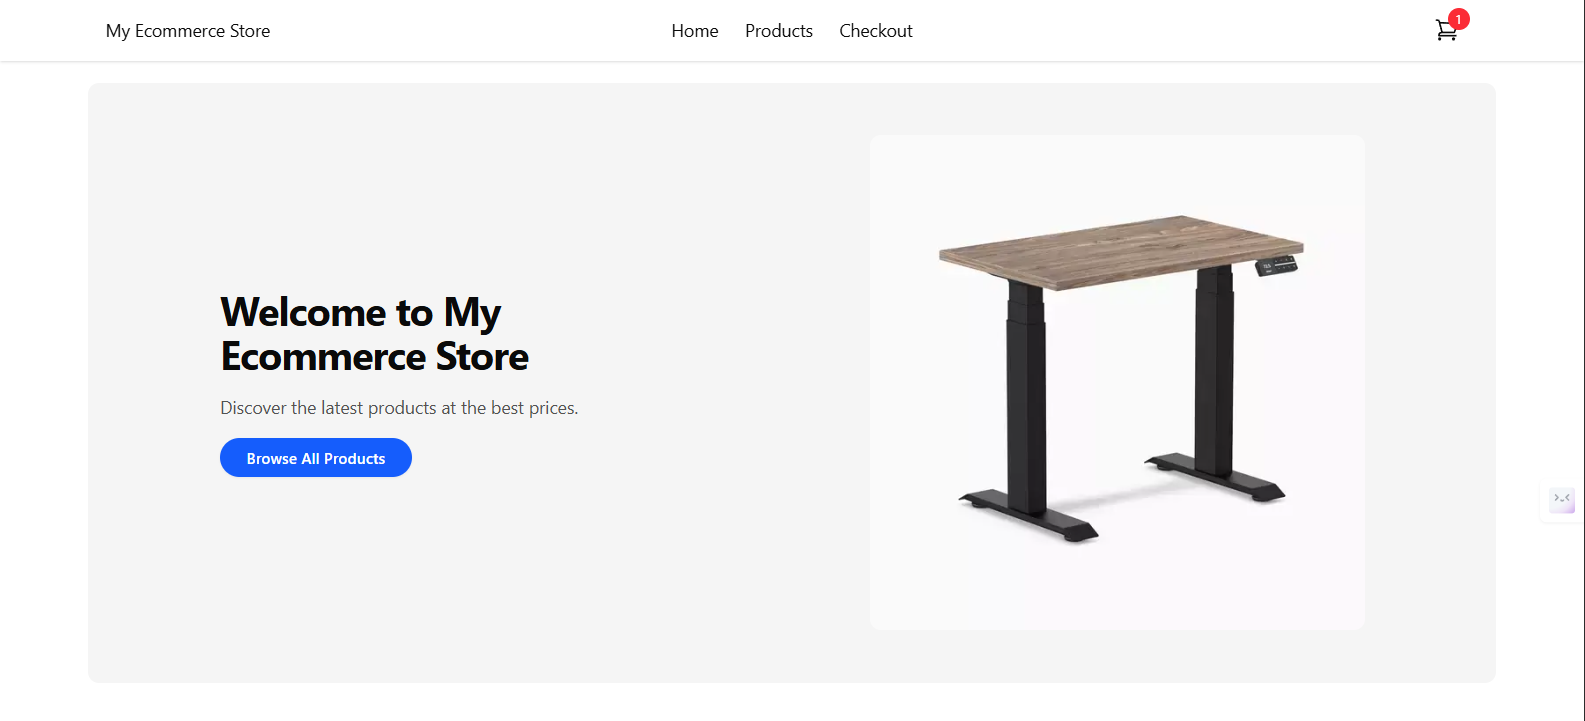 My Ecommerce Store
Home
Products
Checkout
1
Welcome to My
Ecommerce Store
Discover the latest products at the best prices.
Browse All Products